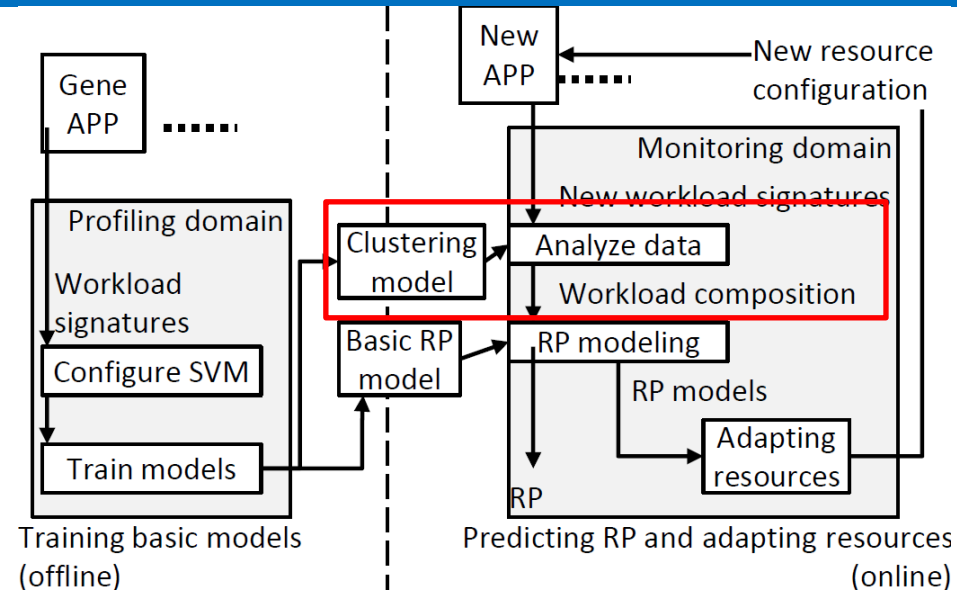 Gene
APP
Profiling domain
Workload
signatures
Configure SVM
Train models
Training basic models
(offline)
Clustering
model
Basic RP
model
New
APP
New resource
configuration
Monitoring domain
New workload signatures
Analyze data
Workload composition
RP modeling
RP models
Adapting
resources
RP
Predicting RP and adapting resources
(online)